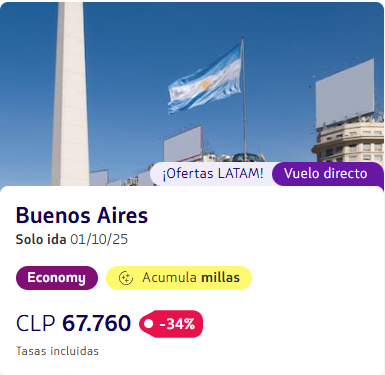 ¡Ofertas LATAM! Vuelo directo
Buenos Aires
Solo ida 01/10/25
Economy Acumula millas
CLP 67.760 -34%
Tasas incluidas